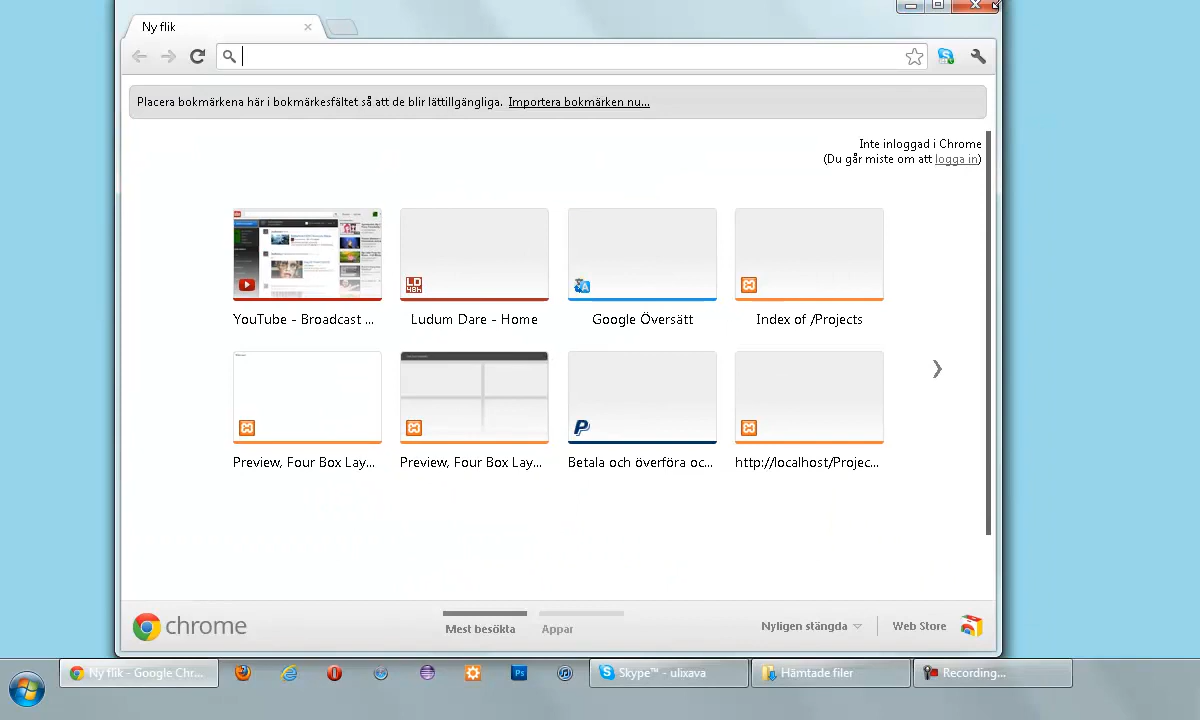 Ny flik
Placera bokmärkena här i bokmärkesfältet så att de blir lättillgängliga. Importera bokmärken nu...
Inte inloggad i Chrome
(Du går miste om att logga in)
YouTube - Broadcast ...
Ludum Dare - Home
Google Översätt
Index of /Projects
LD
48h
Preview, Four Box Lay...
Preview, Four Box Lay...
Betala och överföra oc...
http://localhost/Projec...
chrome
Mest besökta
Appar
Nyligen stängda
Web Store
Ny flik - Google Chr...
Ps
Skype™ - ulixava
Hämtade filer
Recording...